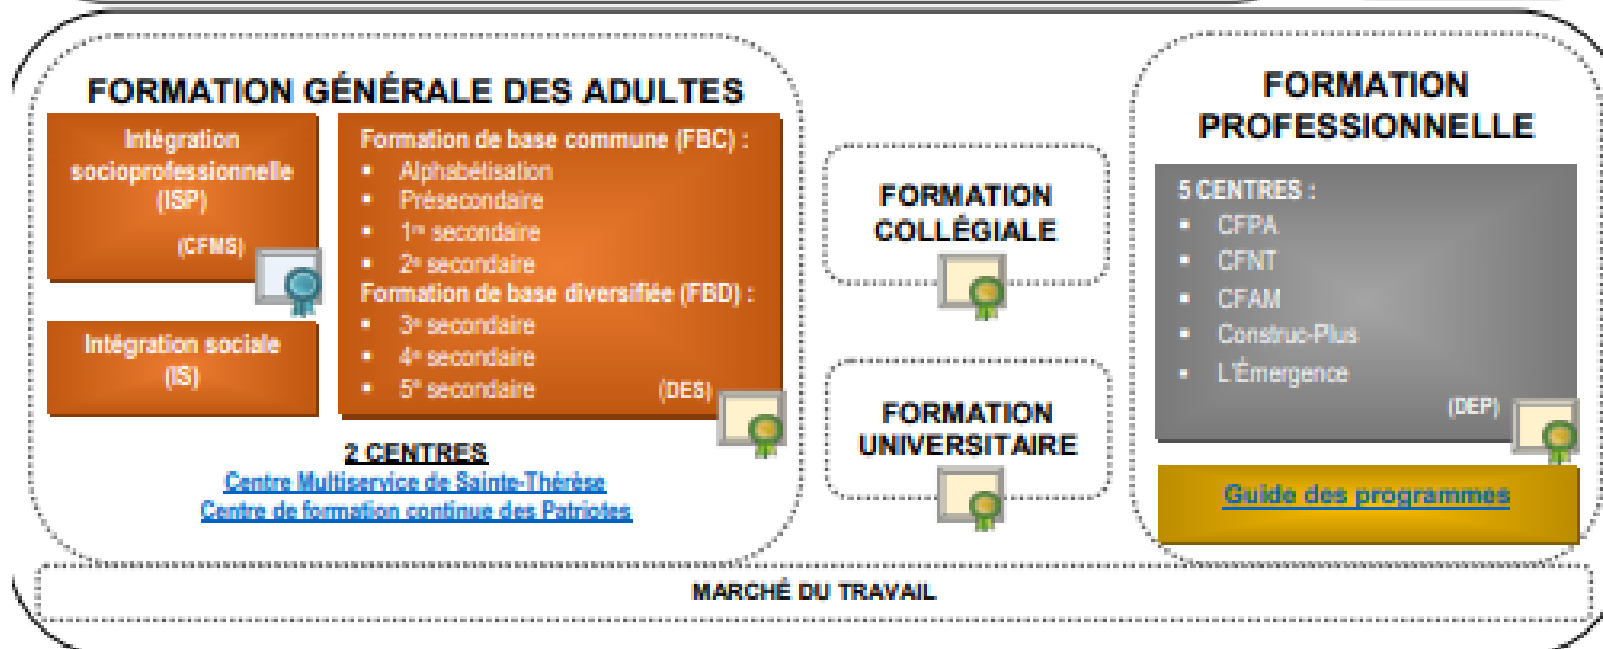 FORMATION GÉNÉRALE DES ADULTES
Intégration
socioprofessionnelle
(ISP)
(CFMS)
Intégration sociale
(IS)
Formation de base commune (FBC) :
▪ Alphabétisation
▪ Présecondaire
▪ 1re secondaire
▪ 2e secondaire
Formation de base diversifiée (FBD) :
▪ 3e secondaire
▪ 4e secondaire
▪ 5e secondaire
(DES)
2 CENTRES
Centre Multiservice de Sainte-Thérèse
Centre de formation continue des Patriotes
FORMATION
COLLÉGIALE
FORMATION
UNIVERSITAIRE
FORMATION
PROFESSIONNELLE
5 CENTRES :
▪ CFPA
▪ CFNT
▪ CFAM
▪ Construc-Plus
▪ L'Émergence
(DEP)
Guide des programmes
MARCHÉ DU TRAVAIL